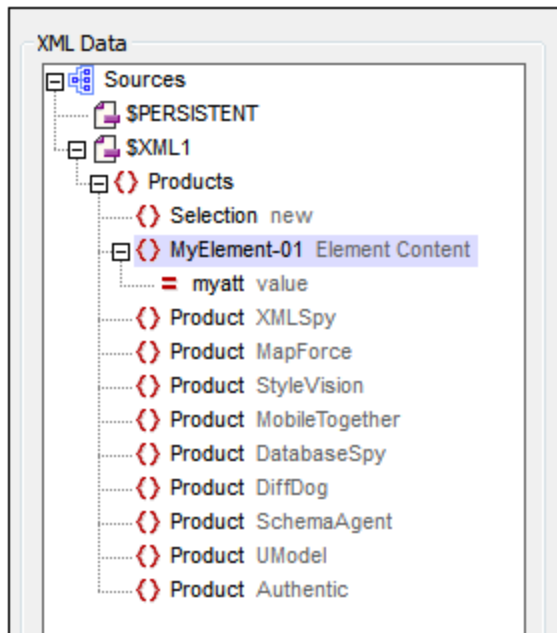 XML Data
Sources
$PERSISTENT
$XML1
Products
Selection new
MyElement-01 Element Content
myatt value
Product XMLSpy
Product MapForce
Product StyleVision
Product MobileTogether
Product DatabaseSpy
Product DiffDog
Product SchemaAgent
Product UModel
Product Authentic